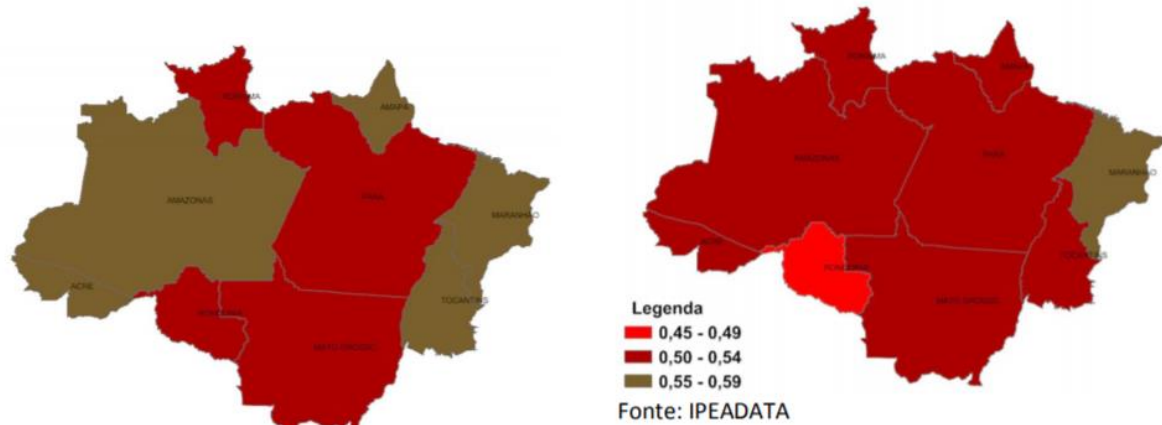 RORAIMA
AMAPÁ
AMAZONAS
PARÁ
MARANHÃO
ACRE
TOCANTINS
RONDÔNIA
MATO GROSSO
RORAIMA
AMAPÁ
AMAZONAS
PARÁ
MARANHÃO
ACRE
TOCANTINS
RONDÔNIA
MATO GROSSO
Legenda
0,45 - 0,49
0,50 - 0,54
0,55 - 0,59
Fonte: IPEADATA